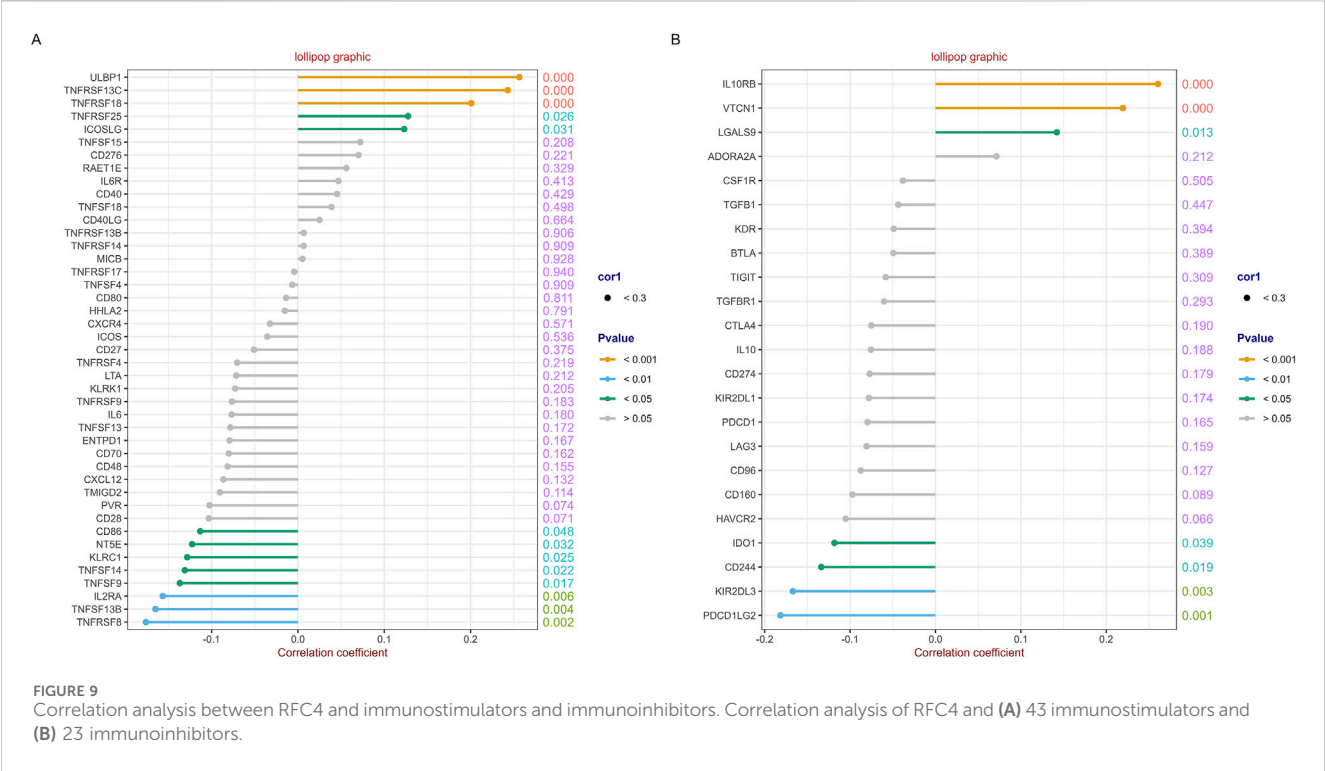 A
lollipop graphic
ULBP1 0.000
TNFRSF13C 0.000
TNFRSF18 0.000
TNFRSF25 0.026
ICOSLG 0.031
TNFSF15 0.208
CD276 0.221
RAET1E 0.329
IL6R 0.413
CD40 0.429
TNFSF18 0.498
CD40LG 0.664
TNFRSF13B 0.906
TNFRSF14 0.909
MICB 0.928
TNFRSF17 0.940
TNFSF4 0.909
CD80 0.811
HHLA2 0.791
CXCR4 0.571
ICOS 0.536
CD27 0.375
TNFRSF4 0.219
LTA 0.212
KLRK1 0.205
TNFRSF9 0.183
IL6 0.180
TNFSF13 0.172
ENTPD1 0.167
CD70 0.162
CD48 0.155
CXCL12 0.132
TMIGD2 0.114
PVR 0.074
CD28 0.071
CD86 0.048
NT5E 0.032
KLRC1 0.025
TNFSF14 0.022
TNFSF9 0.017
IL2RA 0.006
TNFSF13B 0.004
TNFRSF8 0.002
-0.1 0.0 0.1 0.2
Correlation coefficient
cor1
< 0.3
Pvalue
< 0.001
< 0.01
< 0.05
> 0.05
B
lollipop graphic
IL10RB 0.000
VTCN1 0.000
LGALS9 0.013
ADORA2A 0.212
CSF1R 0.505
TGFB1 0.447
KDR 0.394
BTLA 0.389
TIGIT 0.309
TGFBR1 0.293
CTLA4 0.190
IL10 0.188
CD274 0.179
KIR2DL1 0.174
PDCD1 0.165
LAG3 0.159
CD96 0.127
CD160 0.089
HAVCR2 0.066
IDO1 0.039
CD244 0.019
KIR2DL3 0.003
PDCD1LG2 0.001
-0.2 -0.1 0.0 0.1 0.2
Correlation coefficient
cor1
< 0.3
Pvalue
< 0.001
< 0.01
< 0.05
> 0.05
FIGURE 9
Correlation analysis between RFC4 and immunostimulators and immunoinhibitors. Correlation analysis of RFC4 and (A) 43 immunostimulators and
(B) 23 immunoinhibitors.